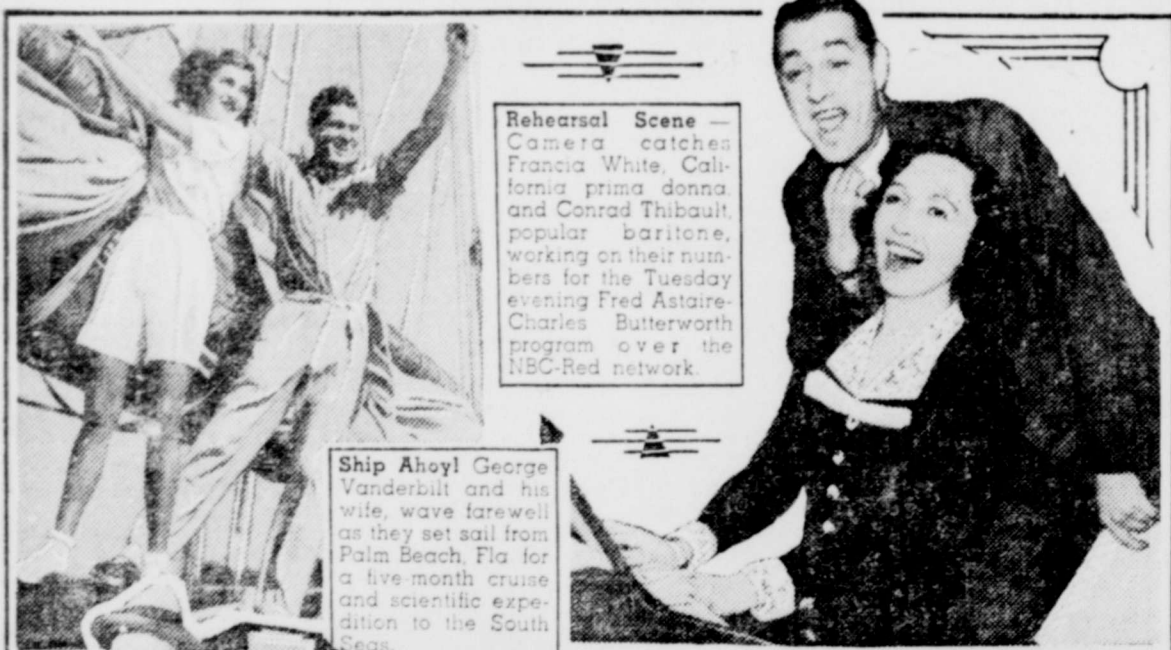 Rehearsal Scene —
Camera catches
Francia White, Cali-
fornia prima donna,
and Conrad Thibault,
popular baritone,
working on their num-
bers for the Tuesday
evening Fred Astaire-
Charles Butterworth
program over the
NBC-Red network.
Ship Ahoy! George
Vanderbilt and his
wife, wave farewell
as they set sail from
Palm Beach, Fla for
a five-month cruise
and scientific expe-
dition to the South
Seas.